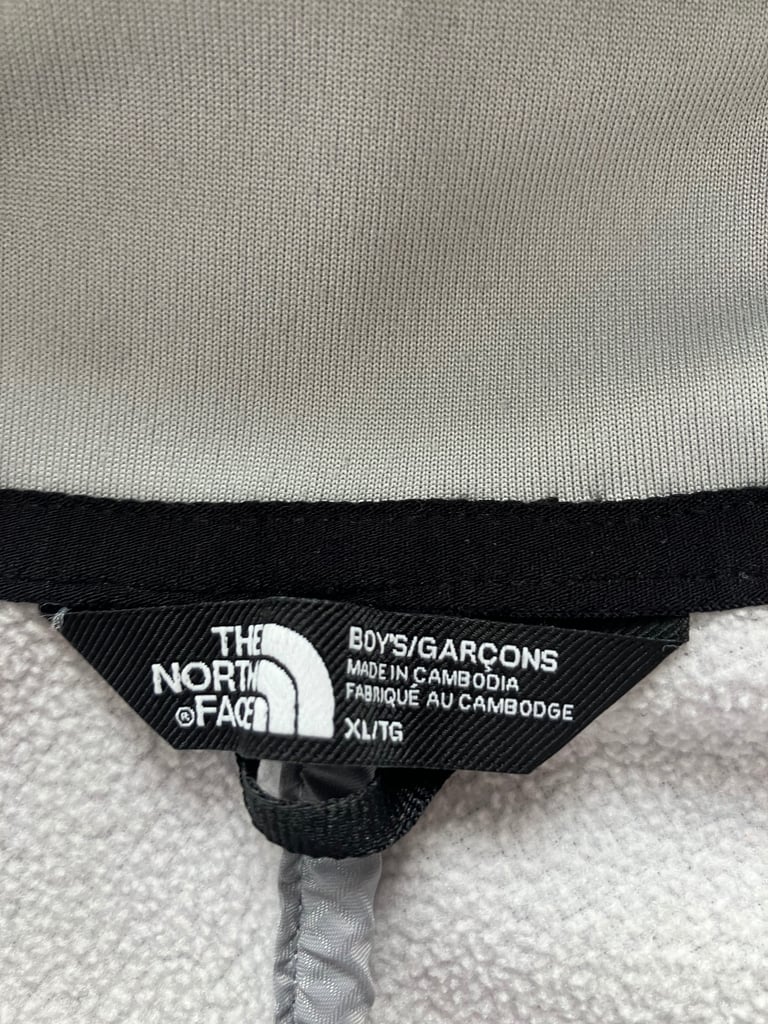 THE
NORTH
®FACE
BOY'S/GARÇONS
MADE IN CAMBODIA
FABRIQUÉ AU CAMBODGE
XL/TG